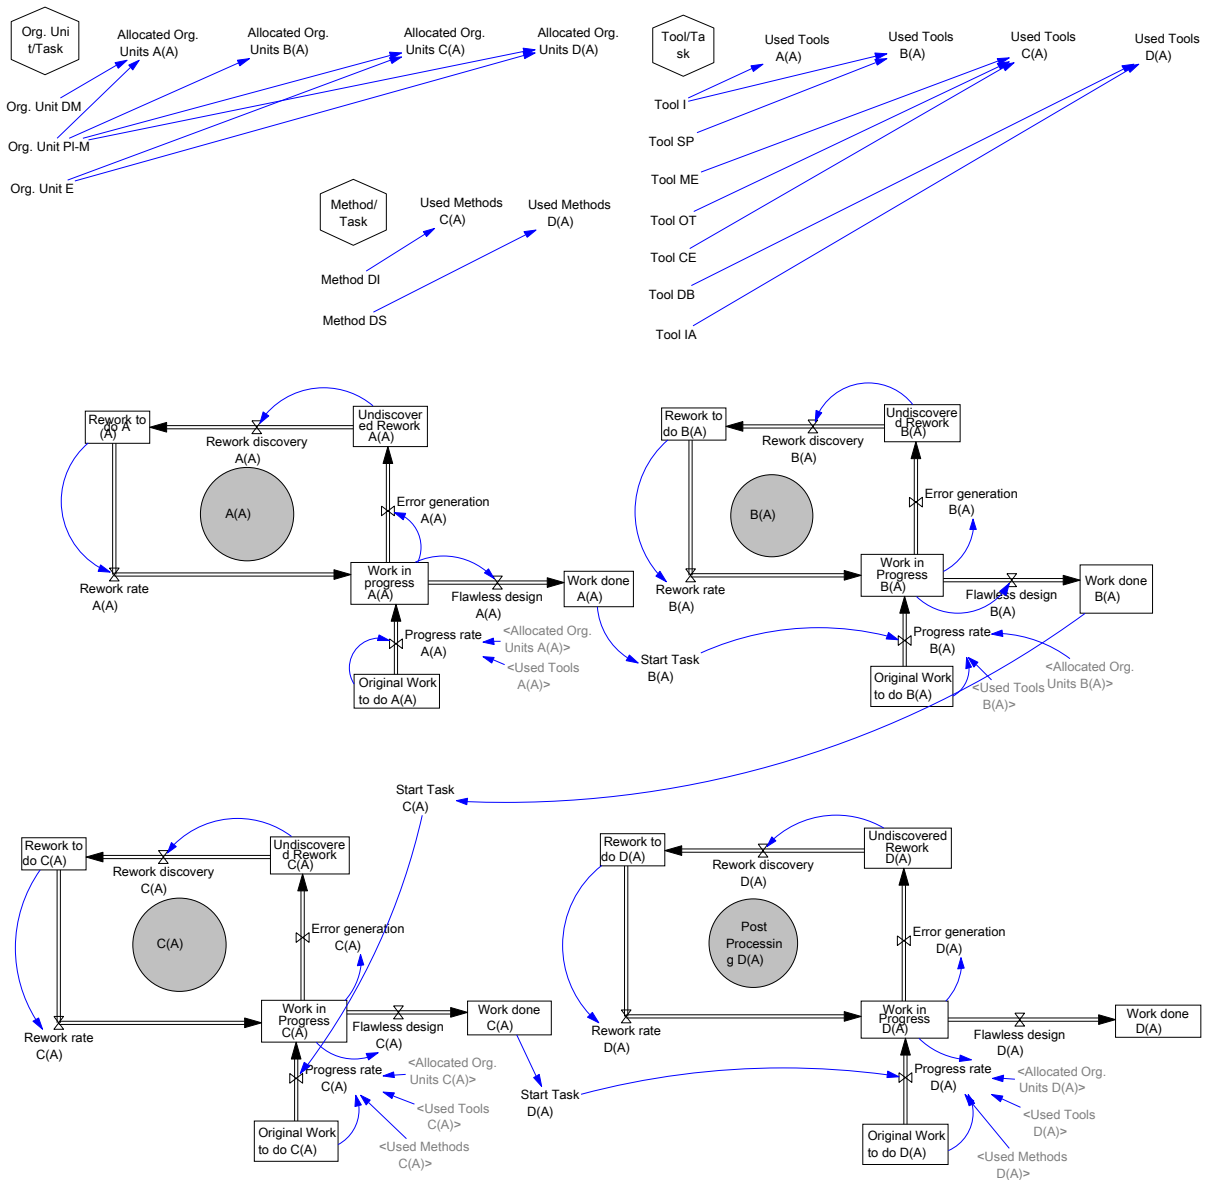 Org. Uni
t/Task
Allocated Org.
Units A(A)
Allocated Org.
Units B(A)
Allocated Org.
Units C(A)
Allocated Org.
Units D(A)
Org. Unit DM
Org. Unit PI-M
Org. Unit E
Tool/Ta
sk
Used Tools
A(A)
Used Tools
B(A)
Used Tools
C(A)
Used Tools
D(A)
Tool I
Tool SP
Tool ME
Tool OT
Tool CE
Tool DB
Tool IA
Method/
Task
Used Methods
C(A)
Used Methods
D(A)
Method DI
Method DS
Rework to
do A
(A)
Rework discovery
A(A)
Undiscover
ed Rework
A(A)
A(A)
Error generation
A(A)
Rework rate
A(A)
Work in
progress
A(A)
Flawless design
A(A)
Work done
A(A)
Progress rate
A(A)
<Allocated Org.
Units A(A)>
<Used Tools
A(A)>
Original Work
to do A(A)
Start Task
B(A)
Rework to
do B(A)
Rework discovery
B(A)
Undiscovere
d Rework
B(A)
B(A)
Error generation
B(A)
Rework rate
B(A)
Work in
Progress
B(A)
Flawless design
B(A)
Work done
B(A)
Progress rate
B(A)
<Allocated Org.
Units B(A)>
<Used Tools
B(A)>
Original Work
to do B(A)
Start Task
C(A)
Rework to
do C(A)
Rework discovery
C(A)
Undiscovere
d Rework
C(A)
C(A)
Error generation
C(A)
Rework rate
C(A)
Work in
Progress
C(A)
Flawless design
C(A)
Work done
C(A)
Progress rate
C(A)
<Allocated Org.
Units C(A)>
<Used Tools
C(A)>
<Used Methods
C(A)>
Original Work
to do C(A)
Start Task
D(A)
Rework to
do D(A)
Rework discovery
D(A)
Undiscovered
Rework
D(A)
Post
Processin
g D(A)
Error generation
D(A)
Rework rate
D(A)
Work in
Progress
D(A)
Flawless design
D(A)
Work done
D(A)
Progress rate
D(A)
<Allocated Org.
Units D(A)>
<Used Tools
D(A)>
<Used Methods
D(A)>
Original Work
to do D(A)